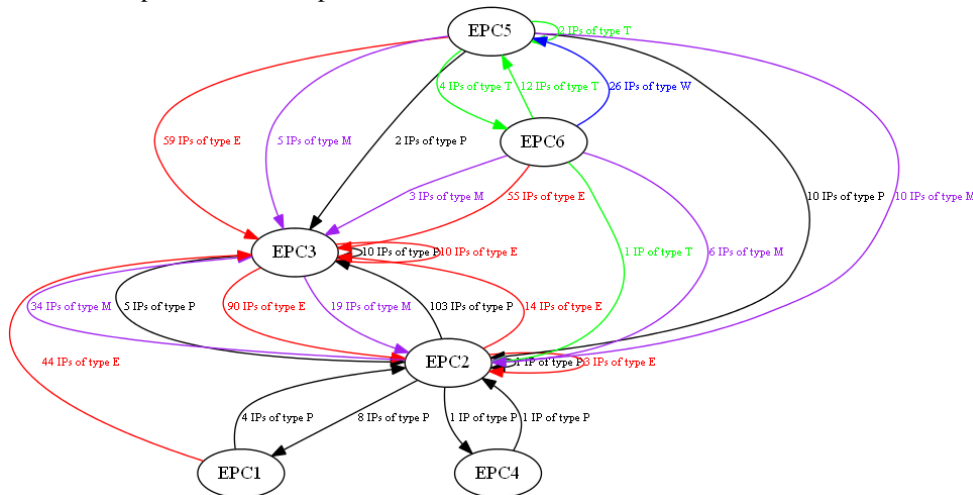 EPC5
3 IPs of type T
4 IPs of type T
12 IPs of type T
26 IPs of type W
59 IPs of type E
5 IPs of type M
2 IPs of type P
EPC6
10 IPs of type P
10 IPs of type M
3 IPs of type M
55 IPs of type E
1 IP of type T
6 IPs of type M
EPC3
10 IPs of type P
10 IPs of type E
34 IPs of type M
5 IPs of type P
90 IPs of type E
19 IPs of type M
103 IPs of type P
14 IPs of type E
44 IPs of type E
EPC2
1 IP of type P
3 IPs of type E
4 IPs of type P
8 IPs of type P
1 IP of type P
1 IP of type P
EPC1
EPC4